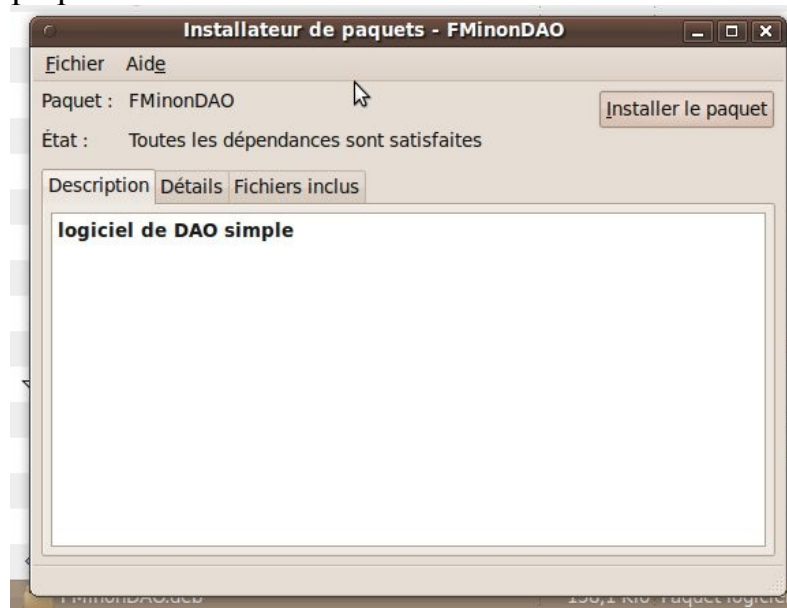 Installateur de paquets - FMinonDAO
Fichier Aide
Paquet : FMinonDAO
Installer le paquet
État : Toutes les dépendances sont satisfaites
Description Détails Fichiers inclus
logiciel de DAO simple